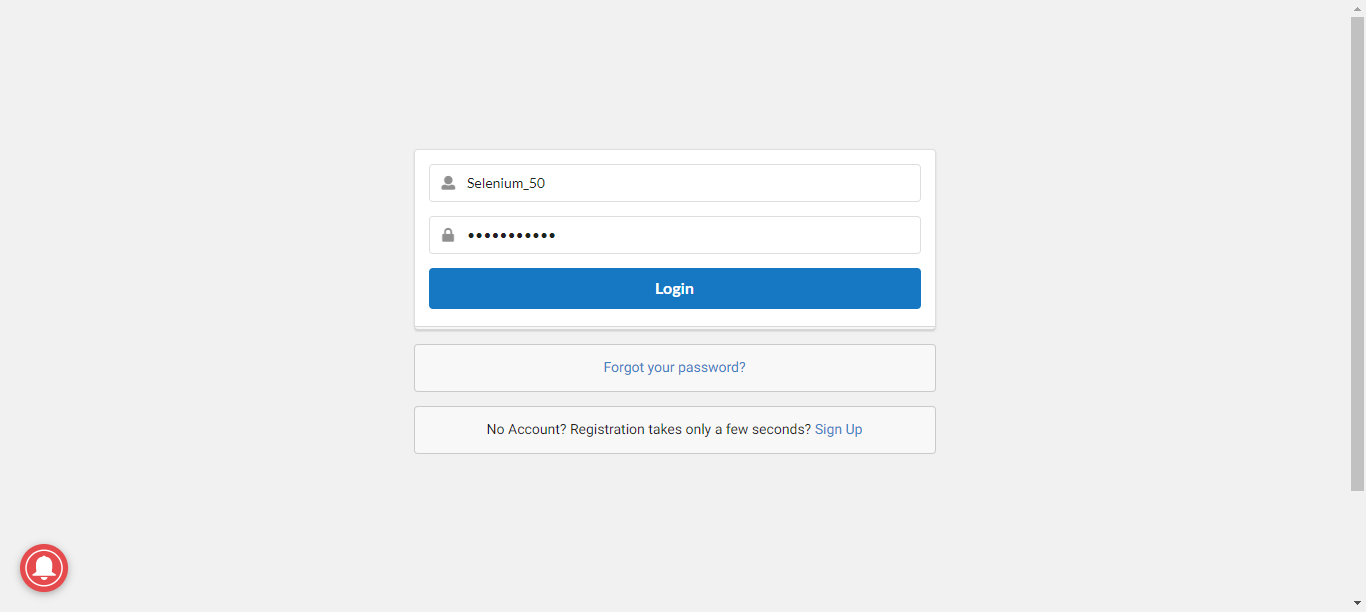 Selenium_50
•••••••••••
Login
Forgot your password?
No Account? Registration takes only a few seconds? Sign Up